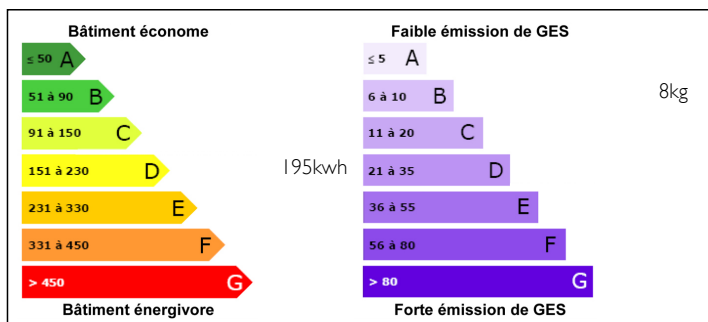 Bâtiment économe
≤ 50 A
51 à 90 B
91 à 150 C
151 à 230 D
195kwh
231 à 330 E
331 à 450 F
> 450 G
Bâtiment énergivore
Faible émission de GES
≤ 5 A
6 à 10 B
8kg
11 à 20 C
21 à 35 D
36 à 55 E
56 à 80 F
> 80 G
Forte émission de GES